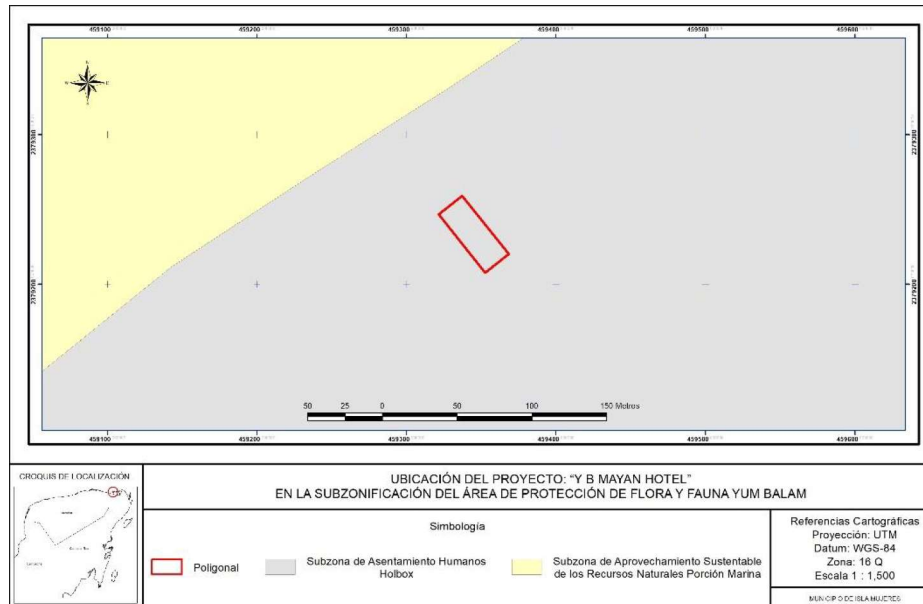 459100 459200 459300 459400 459500 459600
N
W E
S
2379300 2379300
2379200 2379200
50 25 0 50 100 150 Metros
459100 459200 459300 459400 459500 459600
CROQUIS DE LOCALIZACIÓN
UBICACIÓN DEL PROYECTO: “Y B MAYAN HOTEL”
EN LA SUBZONIFICACIÓN DEL ÁREA DE PROTECCIÓN DE FLORA Y FAUNA YUM BALAM
Simbología
Poligonal
Subzona de Asentamiento Humanos
Holbox
Subzona de Aprovechamiento Sustentable
de los Recursos Naturales Porción Marina
Referencias Cartográficas
Proyección: UTM
Datum: WGS-84
Zona: 16 Q
Escala 1 : 1,500
MUNICIPIO DE ISLA MUJERES